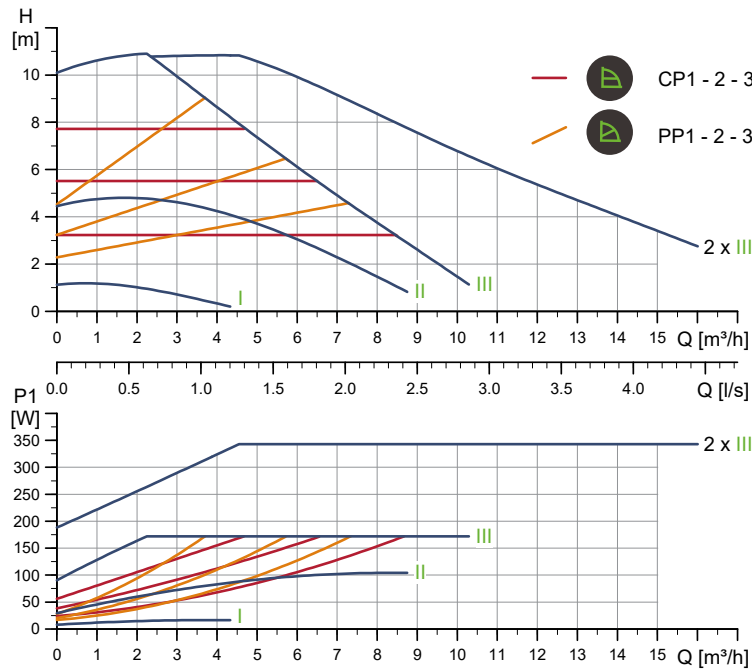 H
[m]
10
8
6
4
2
0
CP1 - 2 - 3
PP1 - 2 - 3
2 x III
III
II
I
0 1 2 3 4 5 6 7 8 9 10 11 12 13 14 15 Q [m³/h]
0.0 0.5 1.0 1.5 2.0 2.5 3.0 3.5 4.0 Q [l/s]
P1
[W]
350
300
250
200
150
100
50
0
2 x III
III
II
I
0 1 2 3 4 5 6 7 8 9 10 11 12 13 14 15 Q [m³/h]